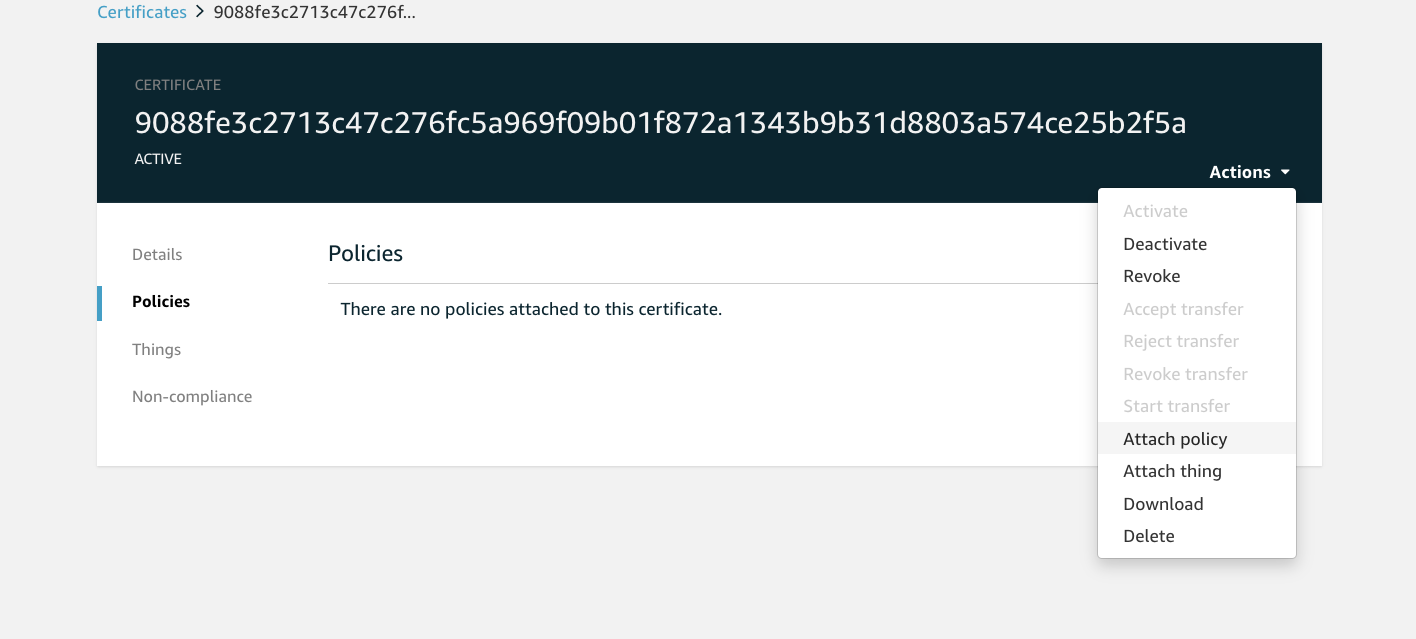 Certificates > 9088fe3c2713c47c276f...
CERTIFICATE
9088fe3c2713c47c276fc5a969f09b01f872a1343b9b31d8803a574ce25b2f5a
ACTIVE
Actions
Activate
Deactivate
Revoke
Accept transfer
Reject transfer
Revoke transfer
Start transfer
Attach policy
Attach thing
Download
Delete
Details
Policies
Things
Non-compliance
Policies
There are no policies attached to this certificate.